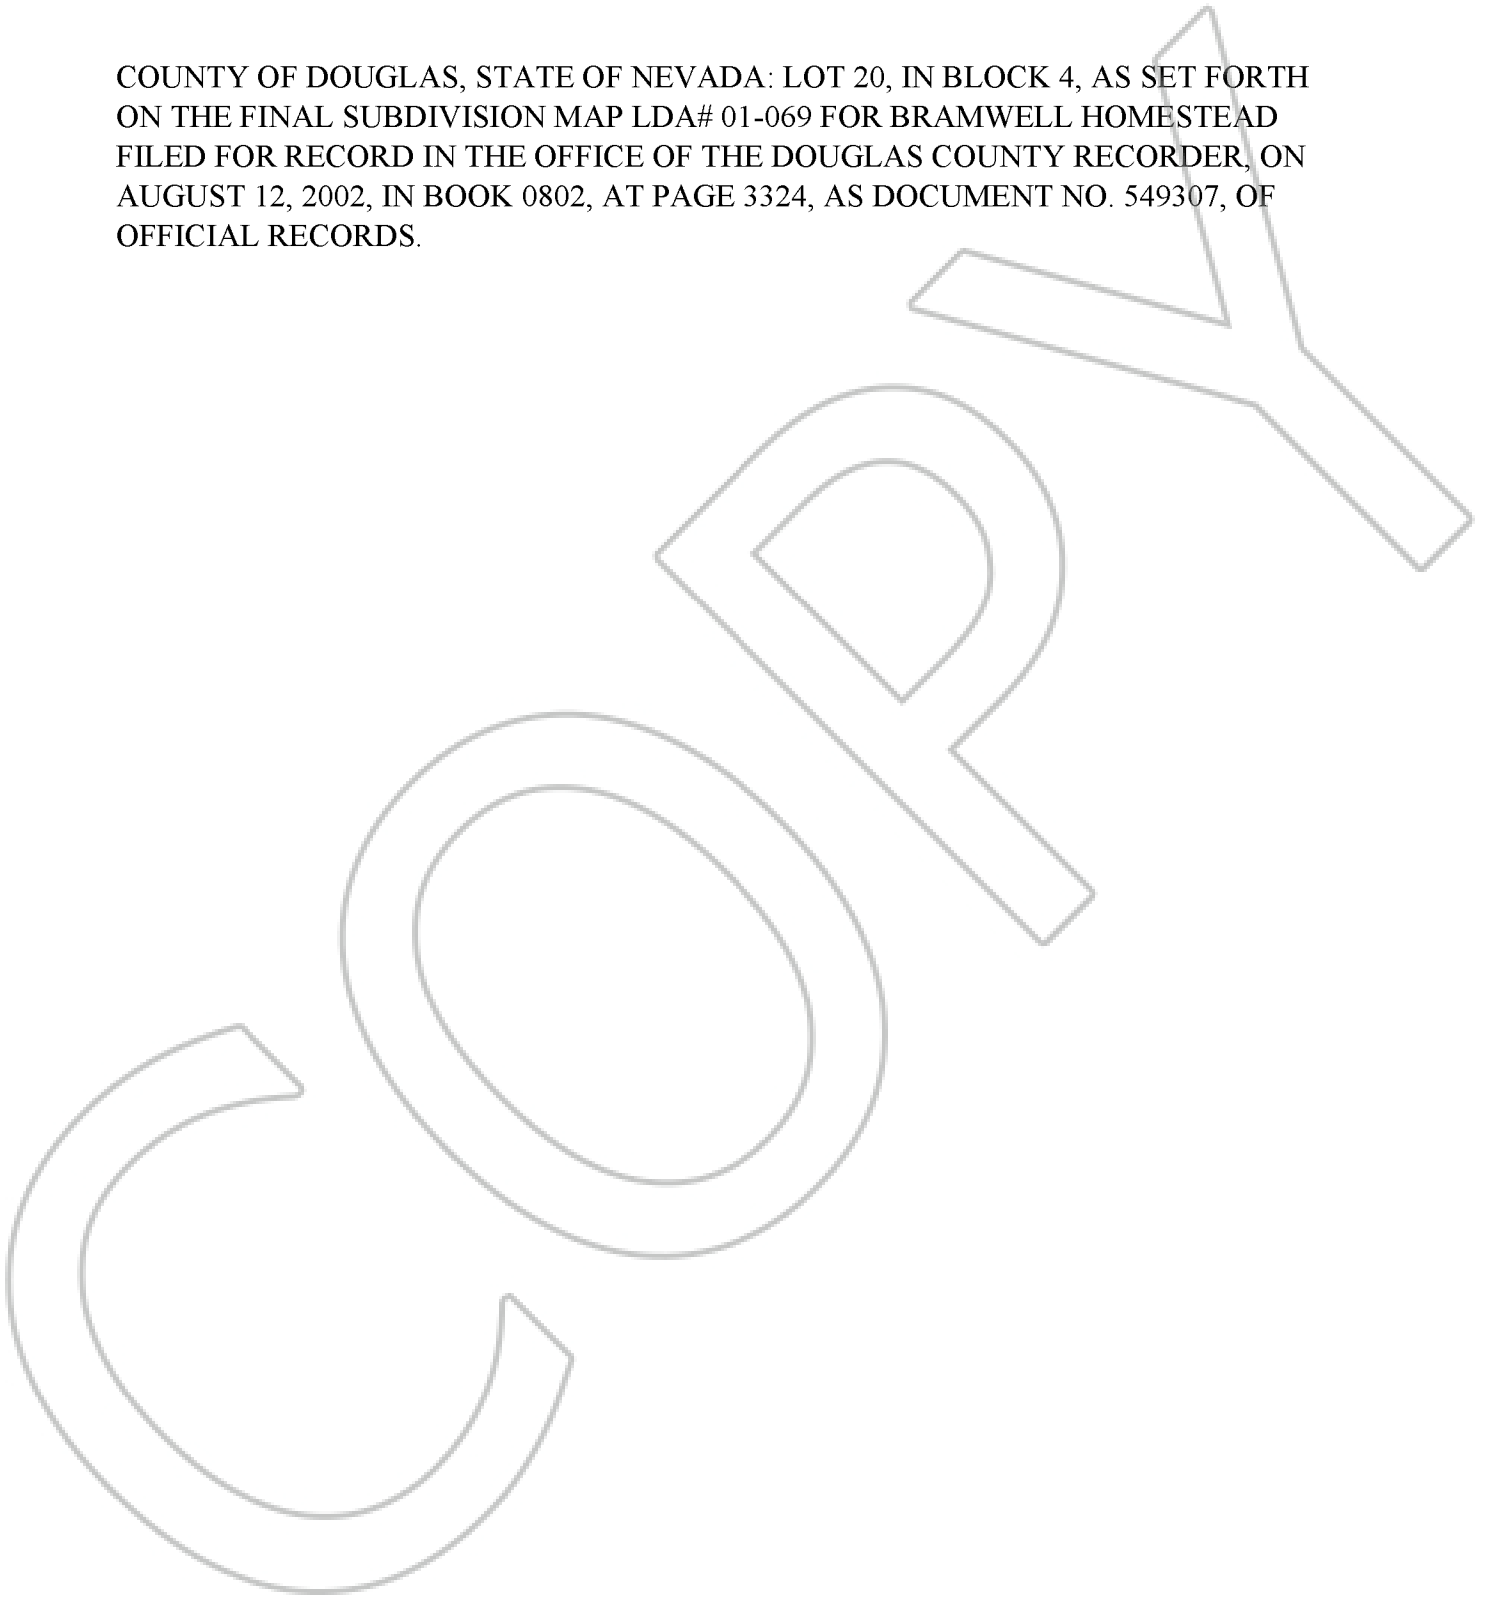 COUNTY OF DOUGLAS, STATE OF NEVADA: LOT 20, IN BLOCK 4, AS SET FORTH
ON THE FINAL SUBDIVISION MAP LDA# 01-069 FOR BRAMWELL HOMESTEAD
FILED FOR RECORD IN THE OFFICE OF THE DOUGLAS COUNTY RECORDER, ON
AUGUST 12, 2002, IN BOOK 0802, AT PAGE 3324, AS DOCUMENT NO. 549307, OF
OFFICIAL RECORDS.
COPY